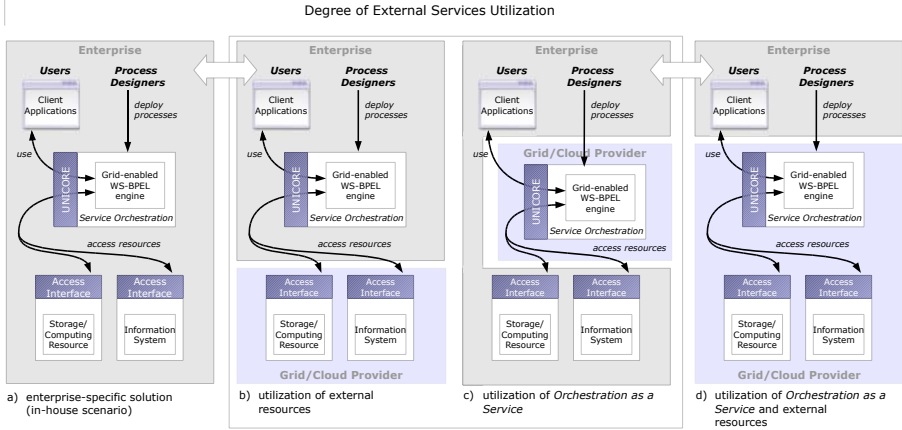 Degree of External Services Utilization
Enterprise
Users
Process
Designers
Client
Applications
deploy
processes
use
UNICORE
Grid-enabled
WS-BPEL
engine
Service Orchestration
access resources
Access
Interface
Access
Interface
Storage/
Computing
Resource
Information
System
a) enterprise-specific solution
(in-house scenario)
Enterprise
Users
Process
Designers
Client
Applications
deploy
processes
use
UNICORE
Grid-enabled
WS-BPEL
engine
Service Orchestration
access resources
Access
Interface
Access
Interface
Storage/
Computing
Resource
Information
System
Grid/Cloud Provider
b) utilization of external
resources
Enterprise
Users
Process
Designers
Client
Applications
deploy
processes
Grid/Cloud Provider
use
UNICORE
Grid-enabled
WS-BPEL
engine
Service Orchestration
access resources
Access
Interface
Access
Interface
Storage/
Computing
Resource
Information
System
c) utilization of Orchestration as a
Service
Enterprise
Users
Process
Designers
Client
Applications
deploy
processes
use
UNICORE
Grid-enabled
WS-BPEL
engine
Service Orchestration
access resources
Access
Interface
Access
Interface
Storage/
Computing
Resource
Information
System
Grid/Cloud Provider
d) utilization of Orchestration as a
Service and external
resources